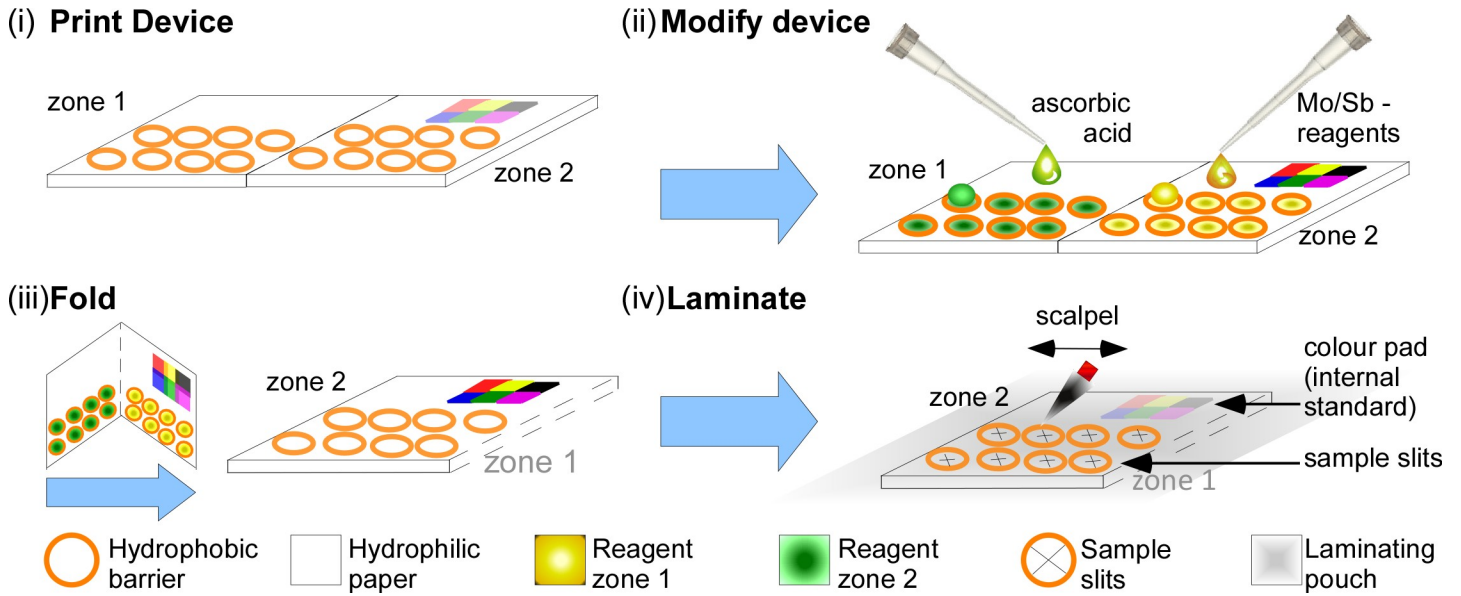 (i) Print Device
zone 1
zone 2
(ii) Modify device
ascorbic
acid
Mo/Sb -
reagents
zone 1
zone 2
(iii) Fold
zone 2
zone 1
(iv) Laminate
scalpel
zone 2
colour pad
(internal
standard)
sample slits
zone 1
Hydrophobic
barrier
Hydrophilic
paper
Reagent
zone 1
Reagent
zone 2
Sample
slits
Laminating
pouch